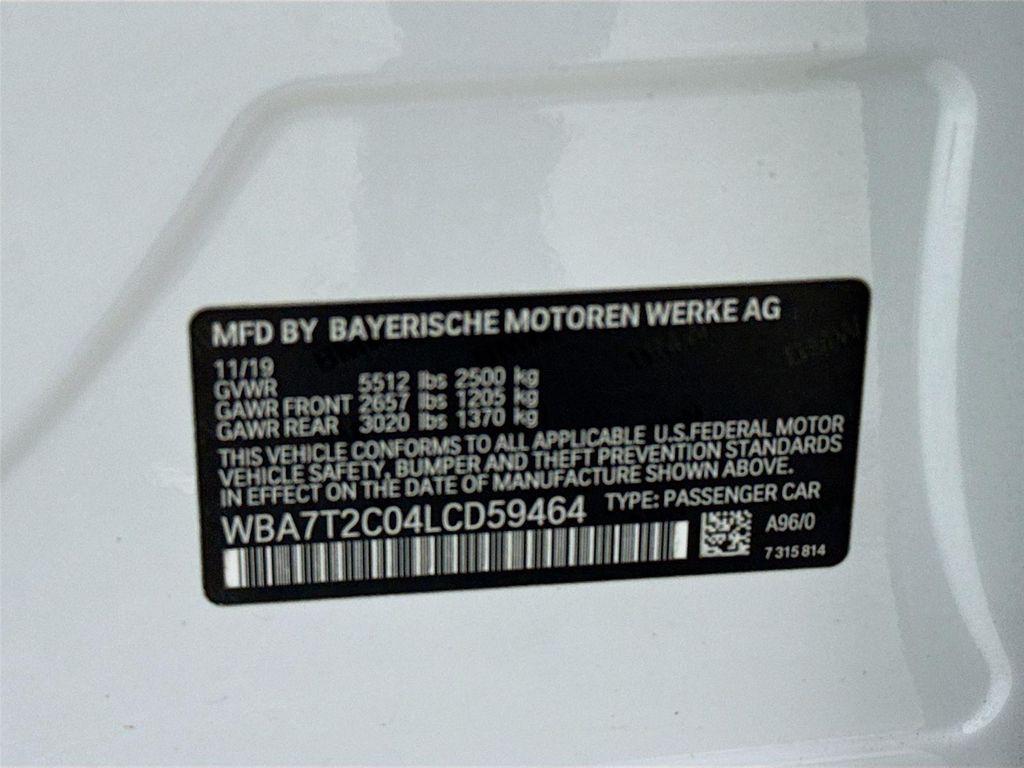 MFD BY BAYERISCHE MOTOREN WERKE AG
11/19
GVWR 5512 lbs 2500 kg
GAWR FRONT 2657 lbs 1205 kg
GAWR REAR 3020 lbs 1370 kg
THIS VEHICLE CONFORMS TO ALL APPLICABLE U.S.FEDERAL MOTOR
VEHICLE SAFETY, BUMPER AND THEFT PREVENTION STANDARDS
IN EFFECT ON THE DATE OF MANUFACTURE SHOWN ABOVE.
WBA7T2C04LCD59464 TYPE: PASSENGER CAR
A96/0
7 315 814